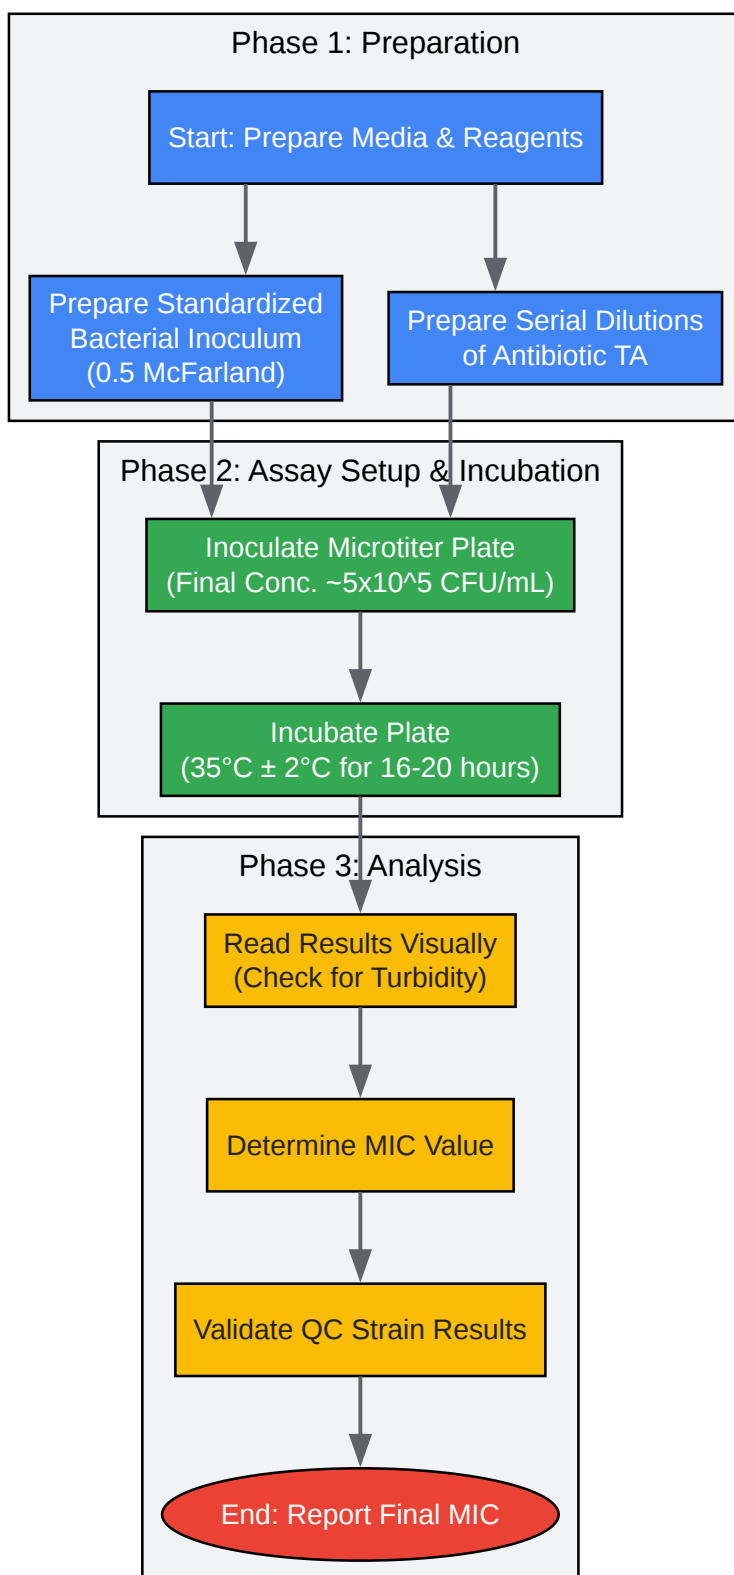 Phase 1: Preparation
Start: Prepare Media & Reagents
Prepare Standardized
Bacterial Inoculum
(0.5 McFarland)
Prepare Serial Dilutions
of Antibiotic TA
Phase 2: Assay Setup & Incubation
Inoculate Microtiter Plate
(Final Conc. ~5x10^5 CFU/mL)
Incubate Plate
(35°C ± 2°C for 16-20 hours)
Phase 3: Analysis
Read Results Visually
(Check for Turbidity)
Determine MIC Value
Validate QC Strain Results
End: Report Final MIC